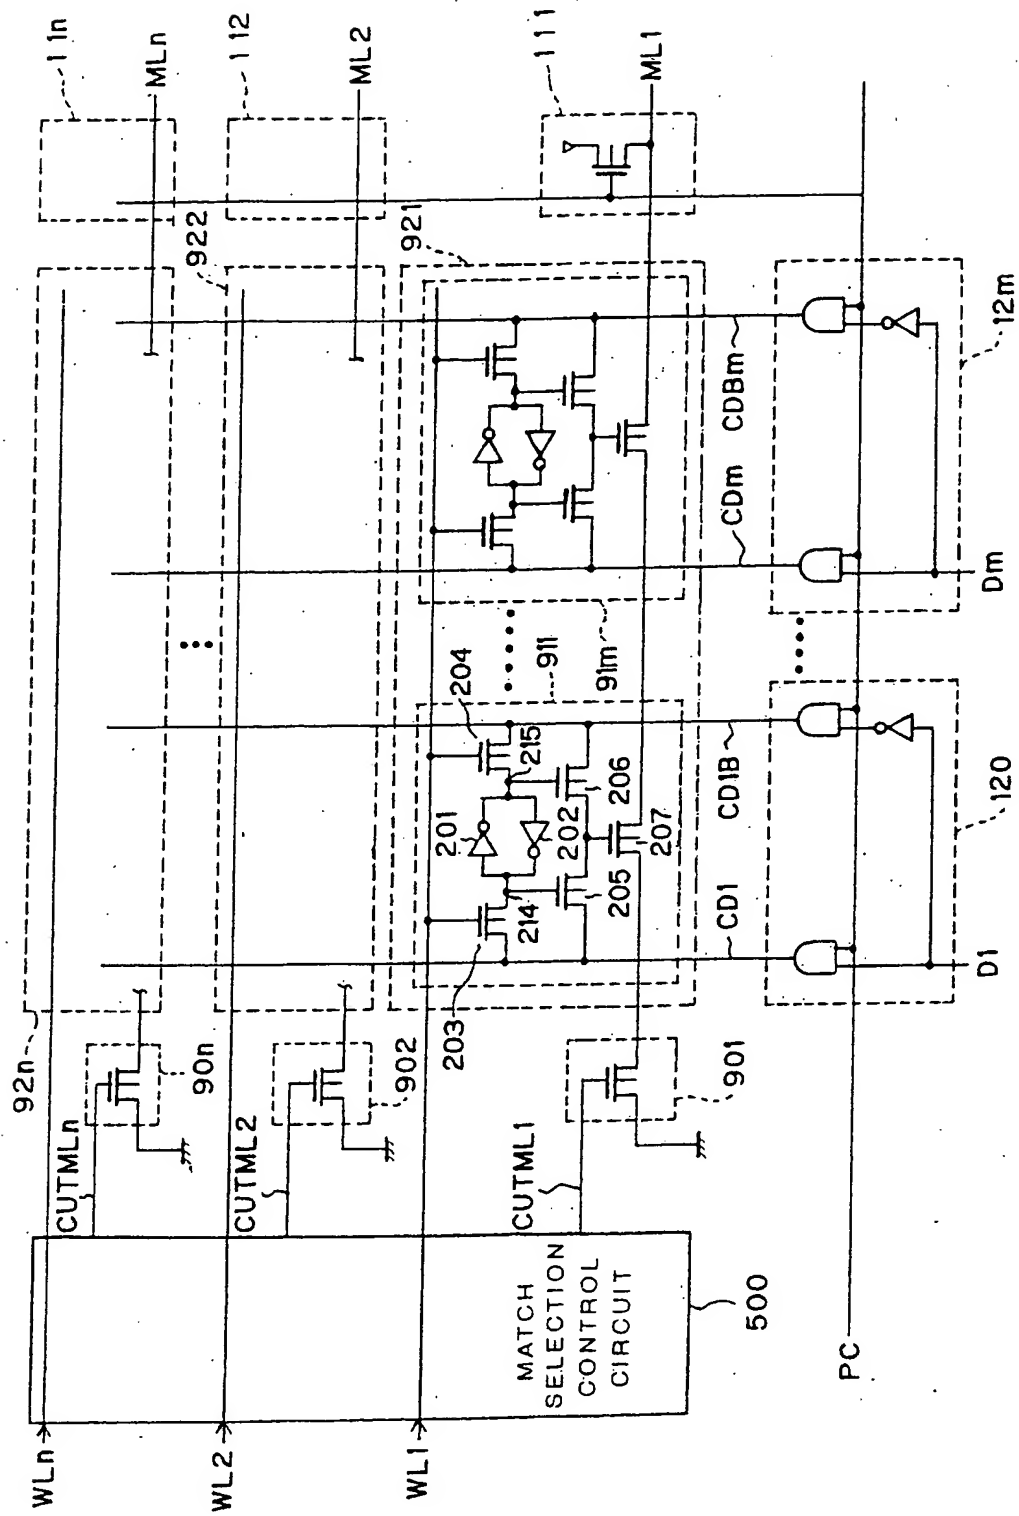 WLn
WL2
WL1
MATCH
SELECTION
CONTROL
CIRCUIT
500
PC
CUTMLn
CUTML2
CUTML1
92n
90n
902
901
203
201
204
214
215
202
205
206
207
911
91m
CD1
CD1B
CDm
CDBm
D1
Dm
120
12m
922
921
11n
112
111
MLn
ML2
ML1